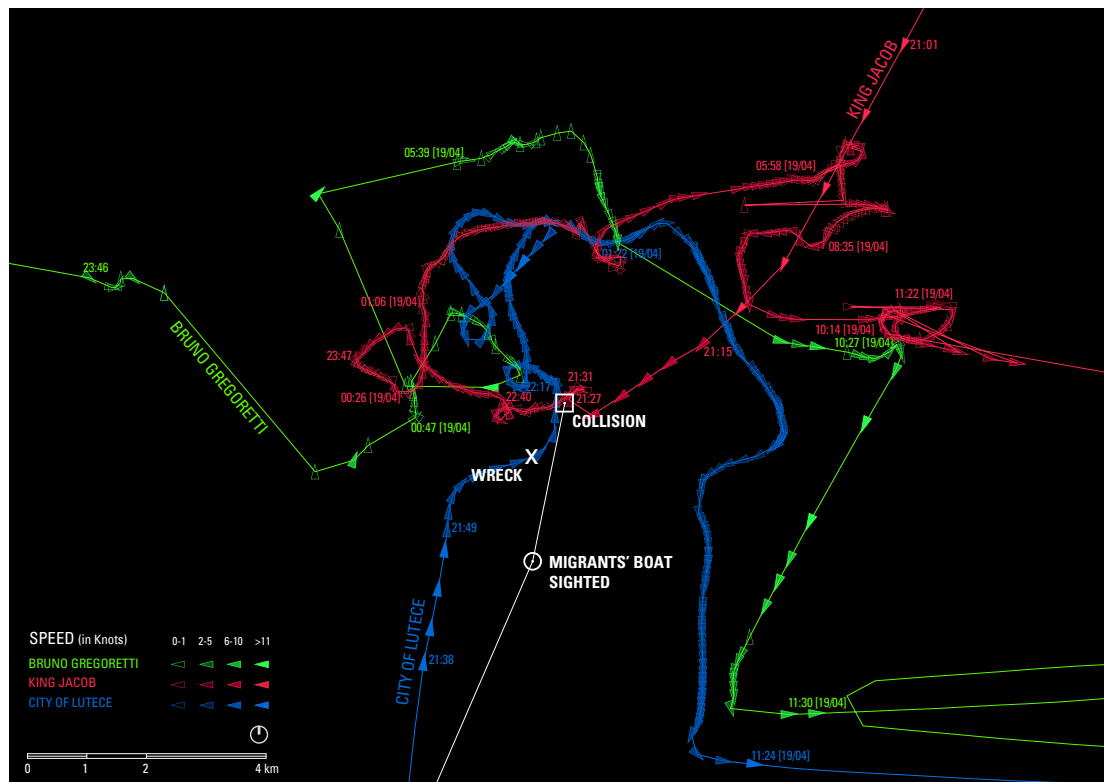 21:01
KING JACOB
05:39 [19/04]
05:58 [19/04]
01:22 [19/04]
08:35 [19/04]
23:46
01:06 [19/04]
11:22 [19/04]
BRUNO GREGORETTI
10:14 [19/04]
10:27 [19/04]
21:15
23:47
21:31
22:17
00:26 [19/04]
22:40
21:27
COLLISION
00:47 [19/04]
WRECK
X
21:49
MIGRANTS' BOAT
SIGHTED
CITY OF LUTECE
21:38
SPEED (in Knots) 0-1 2-5 6-10 >11
BRUNO GREGORETTI
KING JACOB
CITY OF LUTECE
11:30 [19/04]
11:24 [19/04]
0 1 2 4 km